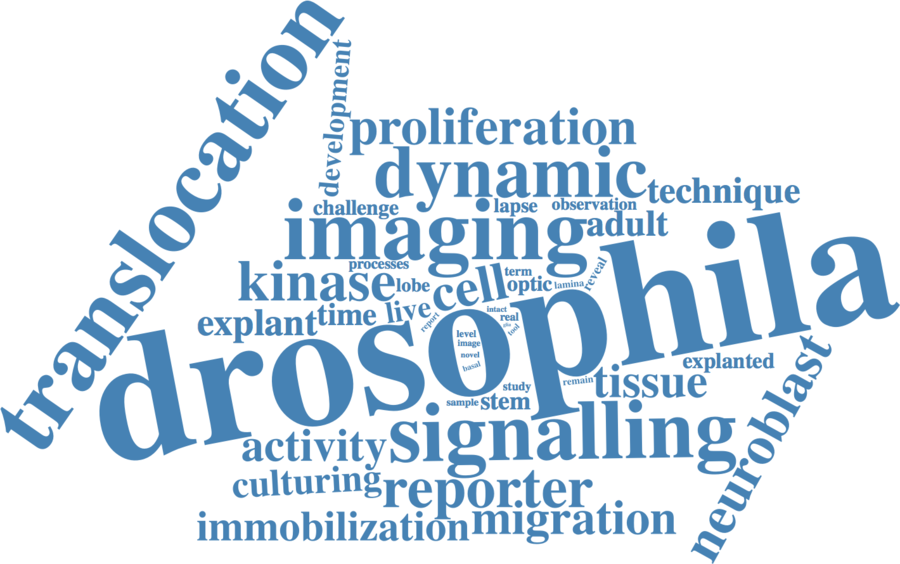 translocation
development
proliferation
dynamic
technique
challenge
lapse
observation
imaging
adult
processes
kinase
lobe
cell
term
optic
lamina
reveal
explant
time
live
report
intact
real
tool
drosophila
level
image
novel
basal
explanted
study
remain
tissue
sample
stem
neuroblast
activity
signalling
culturing
reporter
immobilization
migration